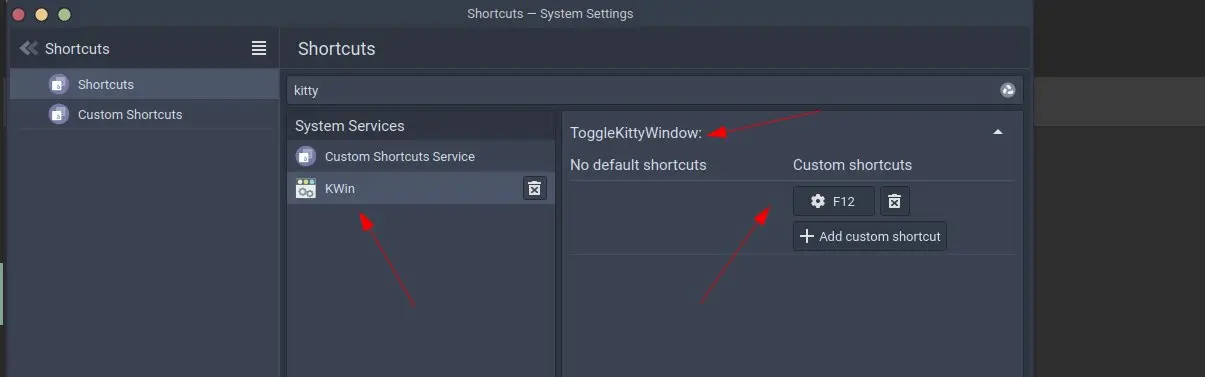 Shortcuts — System Settings
Shortcuts
Shortcuts
Shortcuts
Custom Shortcuts
kitty
System Services
Custom Shortcuts Service
KWin
ToggleKittyWindow:
No default shortcuts
Custom shortcuts
F12
Add custom shortcut